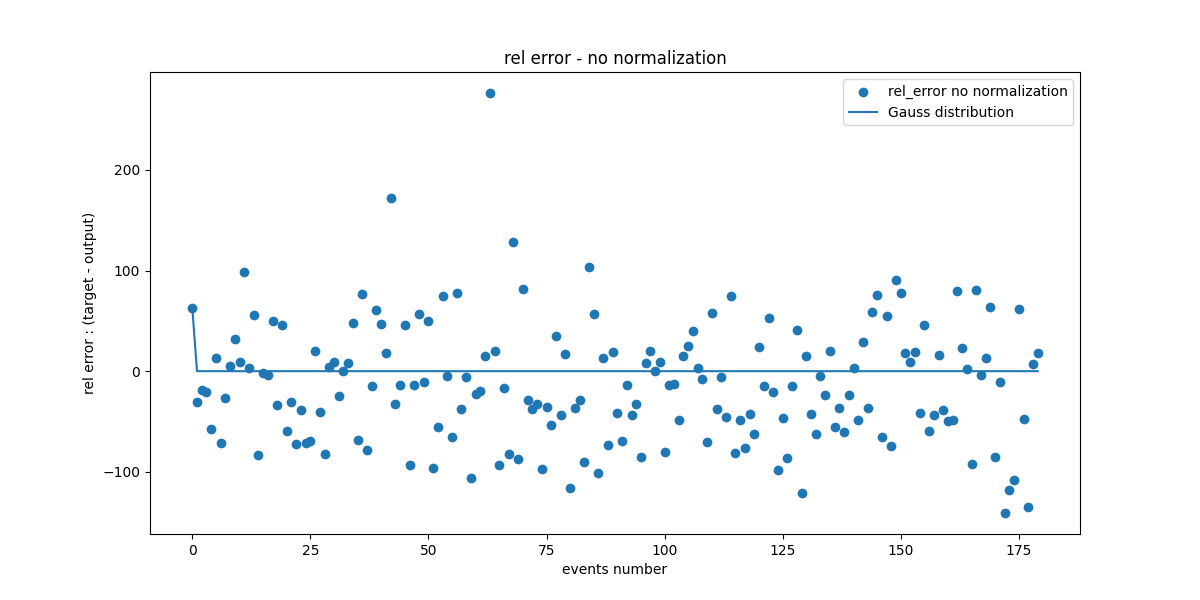 rel error - no normalization
rel_error no normalization
Gauss distribution
rel error : (target - output)
200
100
0
−100
0 25 50 75 100 125 150 175
events number